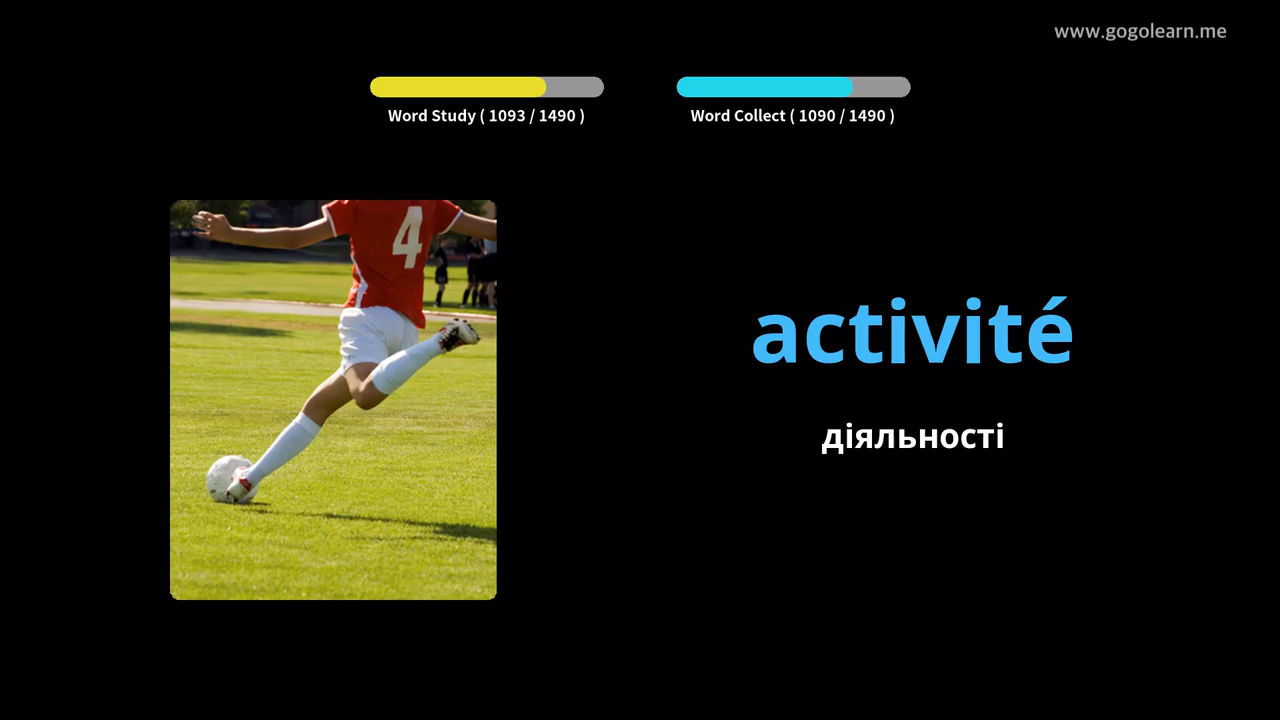 www.gogolearn.me
Word Study ( 1093 / 1490 )
Word Collect ( 1090 / 1490 )
4
activité
діяльності